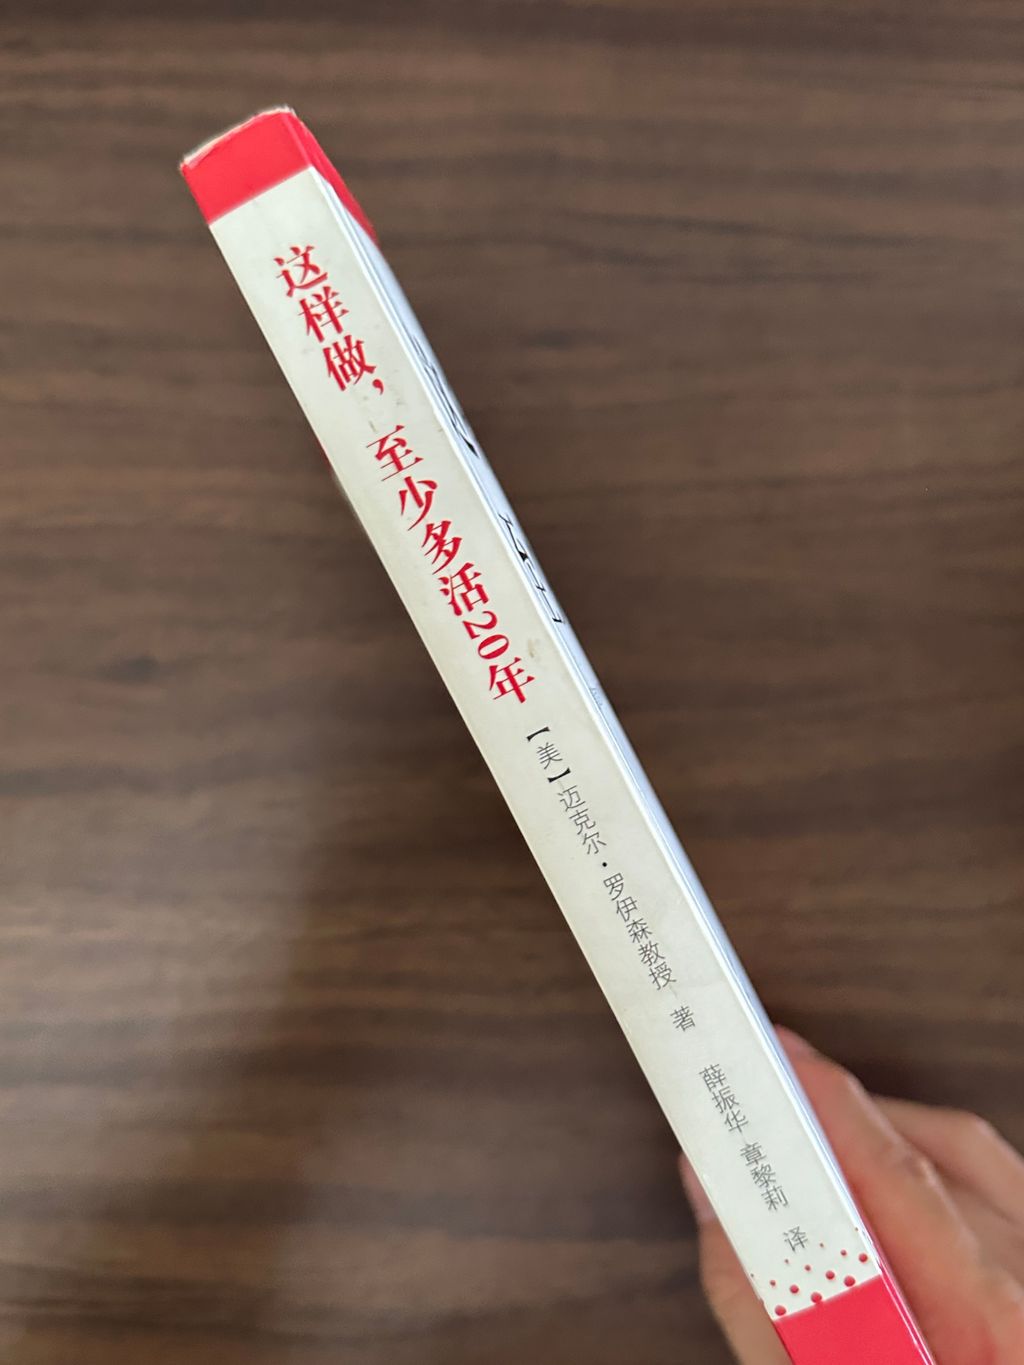 这样做，至少多活20年
【美】迈克尔·罗伊森教授 著
薛振华 章黎莉 译